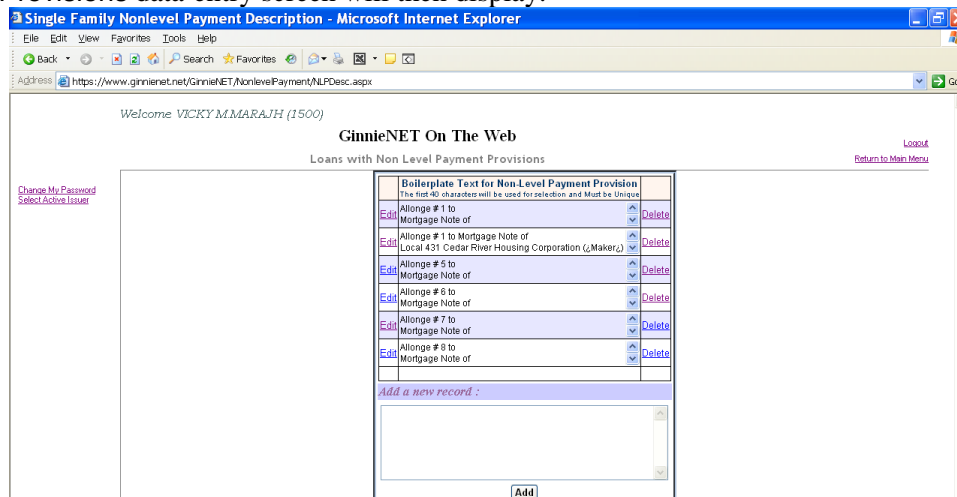 data entry screen will then display.
Single Family Nonlevel Payment Description - Microsoft Internet Explorer
File Edit View Favorites Tools Help
Back Search Favorites
Address https://www.ginnienet.net/GinnieNET/NonlevelPayment/NLPDesc.aspx Go
Welcome VICKY M.MARAJH (1500)
GinnieNET On The Web
Logout
Loans with Non Level Payment Provisions
Return to Main Menu
Change My Password
Select Active Issuer
Boilerplate Text for Non-Level Payment Provision
The first 40 characters will be used for selection and Must be Unique
Edit Allonge # 1 to Delete
Mortgage Note of
Edit Allonge # 1 to Mortgage Note of Delete
Local 431 Cedar River Housing Corporation (¿Maker¿)
Edit Allonge # 5 to Delete
Mortgage Note of
Edit Allonge # 6 to Delete
Mortgage Note of
Edit Allonge # 7 to Delete
Mortgage Note of
Edit Allonge # 8 to Delete
Mortgage Note of
Add a new record :
Add